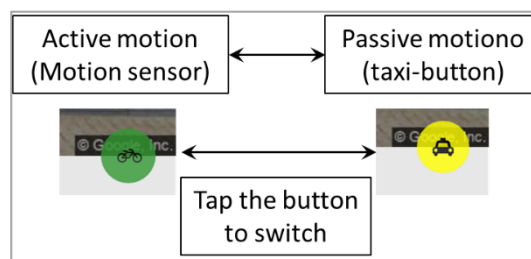 Active motion
(Motion sensor)
Passive motiono
(taxi-button)
© Google, Inc.
© Google, Inc.
Tap the button
to switch